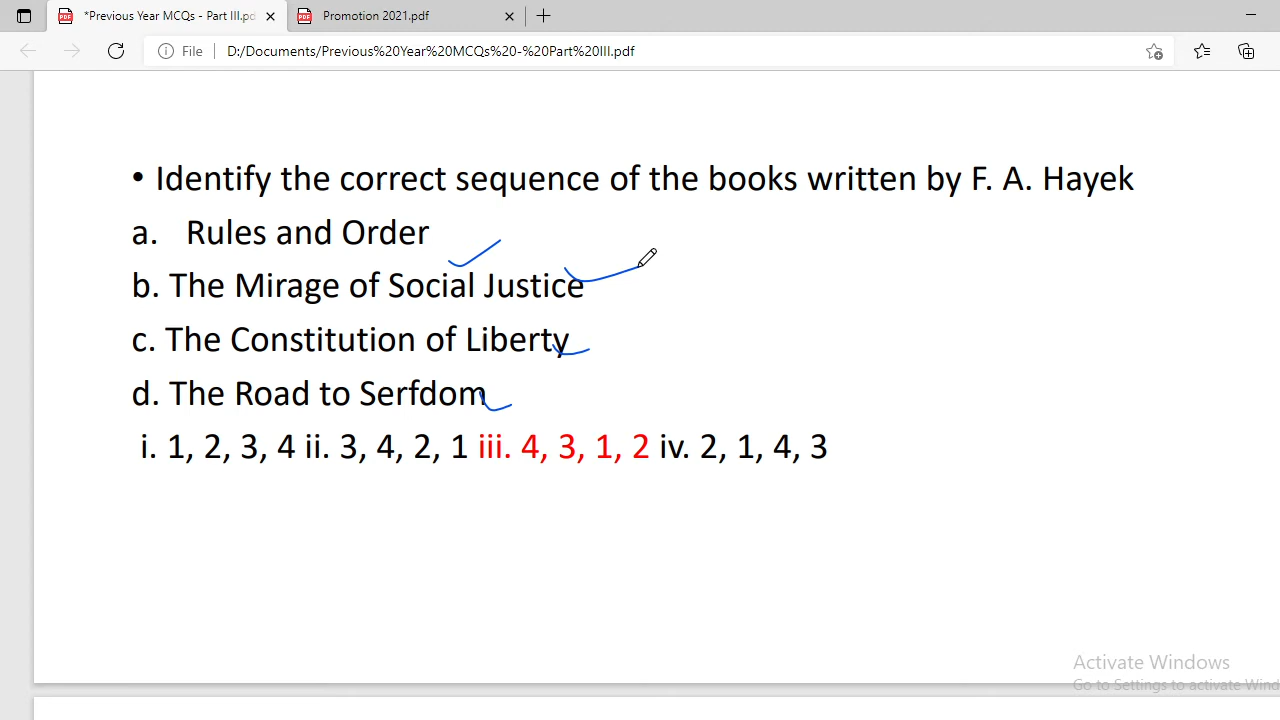 *Previous Year MCQs - Part III.pd
Promotion 2021.pdf
File
D:/Documents/Previous%20Year%20MCQs%20-%20Part%20III.pdf
• Identify the correct sequence of the books written by F. A. Hayek
a. Rules and Order
b. The Mirage of Social Justice
c. The Constitution of Liberty
d. The Road to Serfdom
i. 1, 2, 3, 4 ii. 3, 4, 2, 1 iii. 4, 3, 1, 2 iv. 2, 1, 4, 3
Activate Windows
Go to Settings to activate Wind